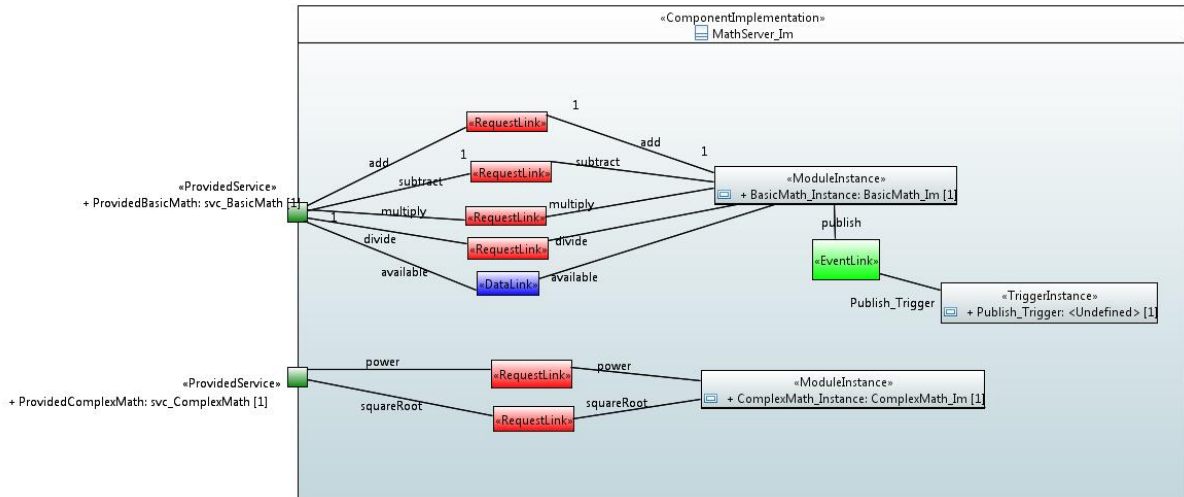 «ComponentImplementation»
MathServer_Im
1
«RequestLink»
add
add
1
1
«RequestLink»
subtract
subtract
«ProvidedService»
+ ProvidedBasicMath: svc_BasicMath [1]
«ModuleInstance»
+ BasicMath_Instance: BasicMath_Im [1]
multiply
«RequestLink»
multiply
1
divide
«RequestLink»
divide
publish
available
«DataLink»
available
«EventLink»
Publish_Trigger
«TriggerInstance»
+ Publish_Trigger: <Undefined> [1]
power
«RequestLink»
power
«ProvidedService»
+ ProvidedComplexMath: svc_ComplexMath [1]
«ModuleInstance»
+ ComplexMath_Instance: ComplexMath_Im [1]
squareRoot
«RequestLink»
squareRoot